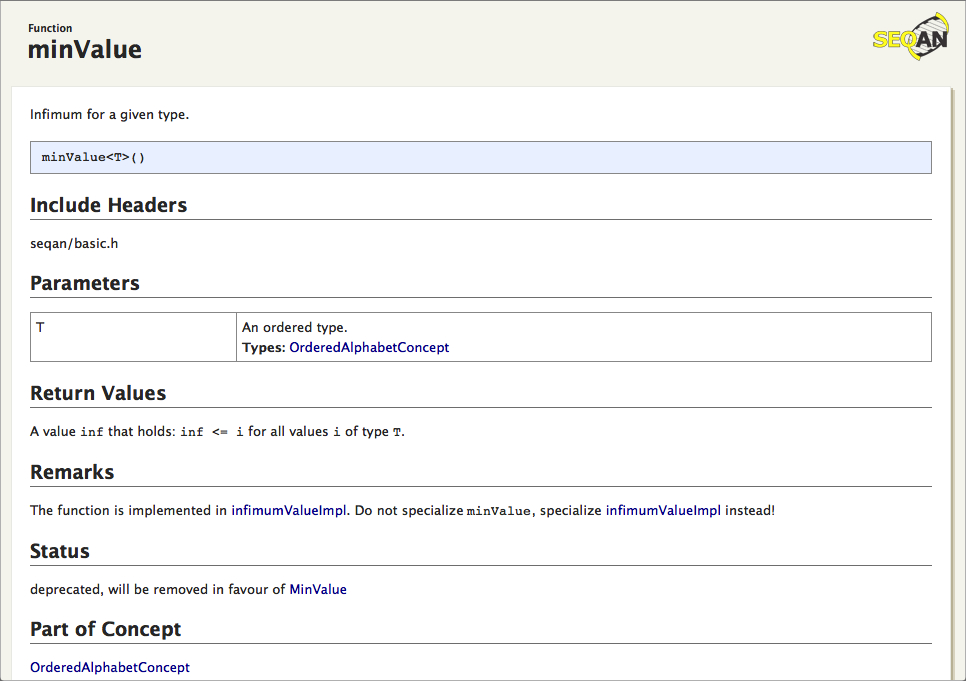 Function
minValue
SEQAN
Infimum for a given type.
minValue<T>()
Include Headers
seqan/basic.h
Parameters
T
An ordered type.
Types: OrderedAlphabetConcept
Return Values
A value inf that holds: inf <= i for all values i of type T.
Remarks
The function is implemented in infimumValueImpl. Do not specialize minValue, specialize infimumValueImpl instead!
Status
deprecated, will be removed in favour of MinValue
Part of Concept
OrderedAlphabetConcept